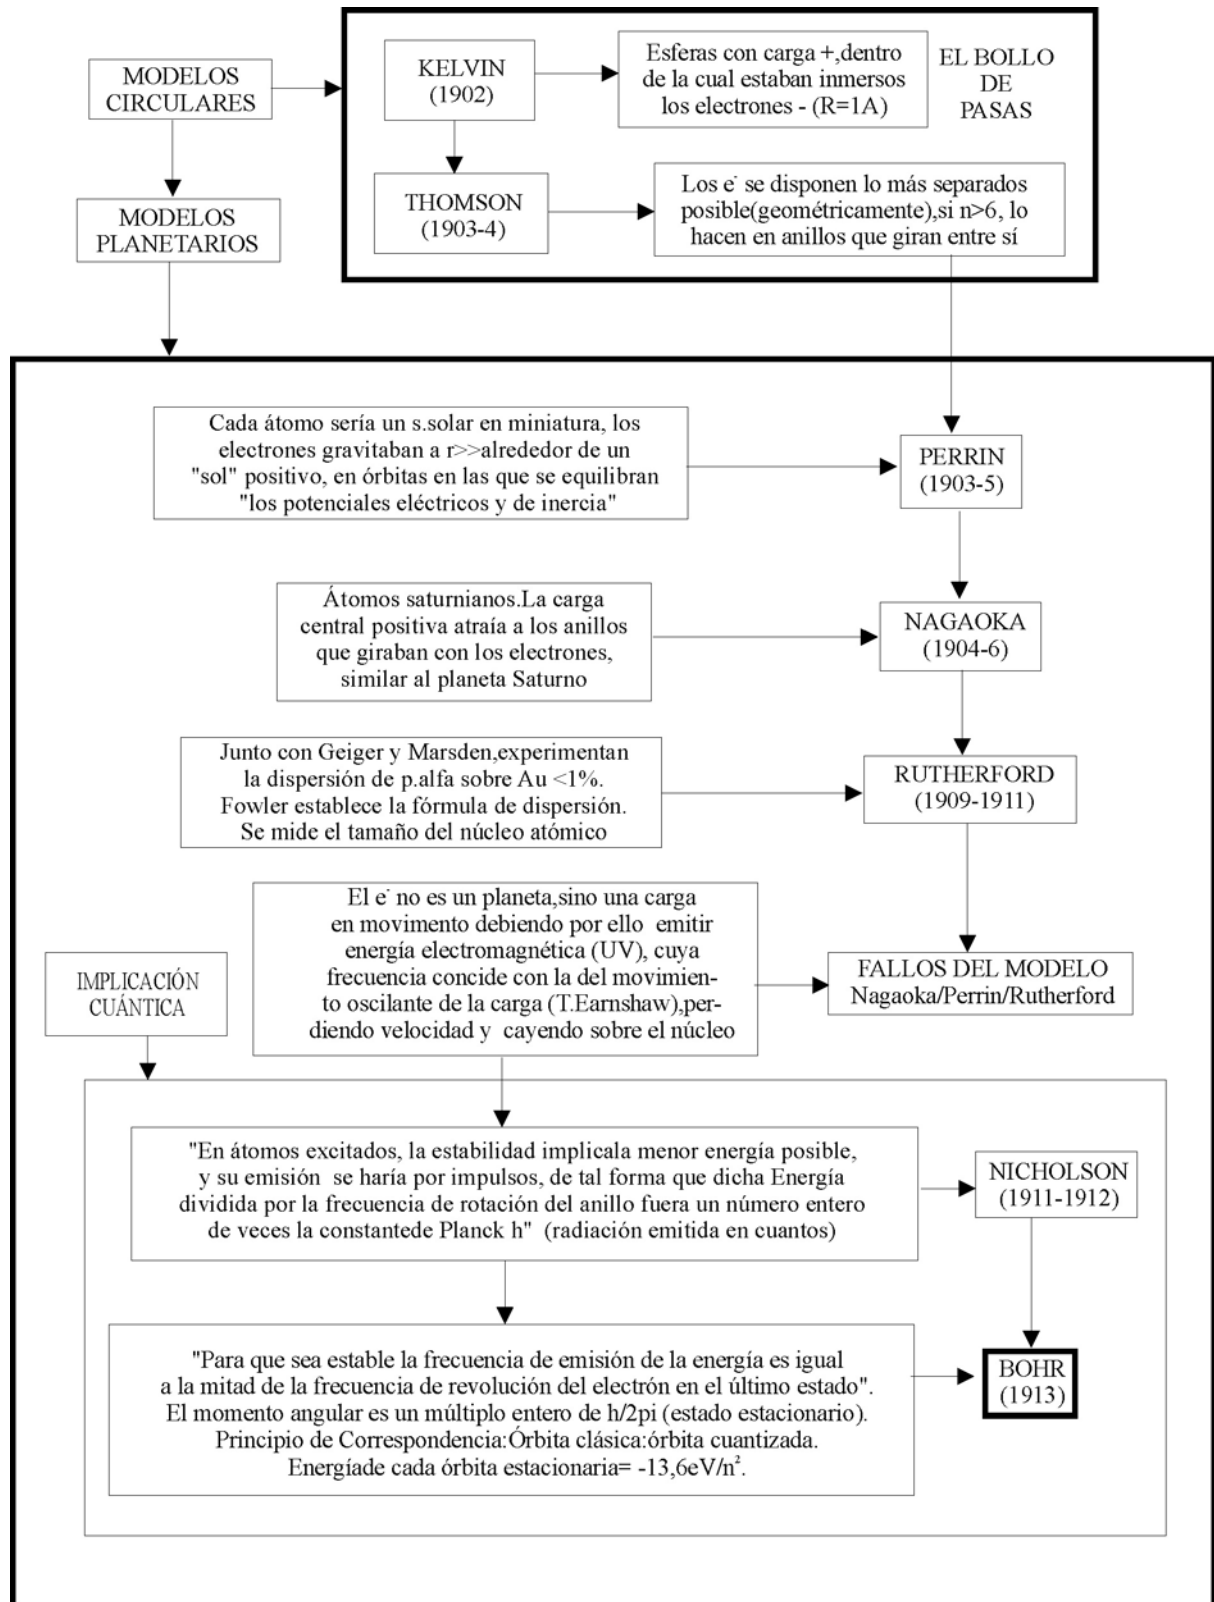 MODELOS
CIRCULARES
KELVIN
(1902)
Esferas con carga +,dentro
de la cual estaban inmersos
los electrones - (R=1A)
EL BOLLO
DE
PASAS
MODELOS
PLANETARIOS
THOMSON
(1903-4)
Los e⁻ se disponen lo más separados
posible(geométricamente),si n>6, lo
hacen en anillos que giran entre sí
Cada átomo sería un s.solar en miniatura, los
electrones gravitaban a r>>alrededor de un
"sol" positivo, en órbitas en las que se equilibran
"los potenciales eléctricos y de inercia"
PERRIN
(1903-5)
Átomos saturnianos.La carga
central positiva atraía a los anillos
que giraban con los electrones,
similar al planeta Saturno
NAGAOKA
(1904-6)
Junto con Geiger y Marsden,experimentan
la dispersión de p.alfa sobre Au <1%.
Fowler establece la fórmula de dispersión.
Se mide el tamaño del núcleo atómico
RUTHERFORD
(1909-1911)
El e⁻ no es un planeta,sino una carga
en movimiento debiendo por ello emitir
energía electromagnética (UV), cuya
frecuencia concide con la del movimien-
to oscilante de la carga (T.Earnshaw),per-
diendo velocidad y cayendo sobre el núcleo
FALLOS DEL MODELO
Nagaoka/Perrin/Rutherford
IMPLICACIÓN
CUÁNTICA
"En átomos excitados, la estabilidad implicala menor energía posible,
y su emisión se haría por impulsos, de tal forma que dicha Energía
dividida por la frecuencia de rotación del anillo fuera un número entero
de veces la constantede Planck h" (radiación emitida en cuantos)
NICHOLSON
(1911-1912)
"Para que sea estable la frecuencia de emisión de la energía es igual
a la mitad de la frecuencia de revolución del electrón en el último estado".
El momento angular es un múltiplo entero de h/2pi (estado estacionario).
Principio de Correspondencia:Órbita clásica:órbita cuantizada.
Energíade cada órbita estacionaria= -13,6eV/n².
BOHR
(1913)